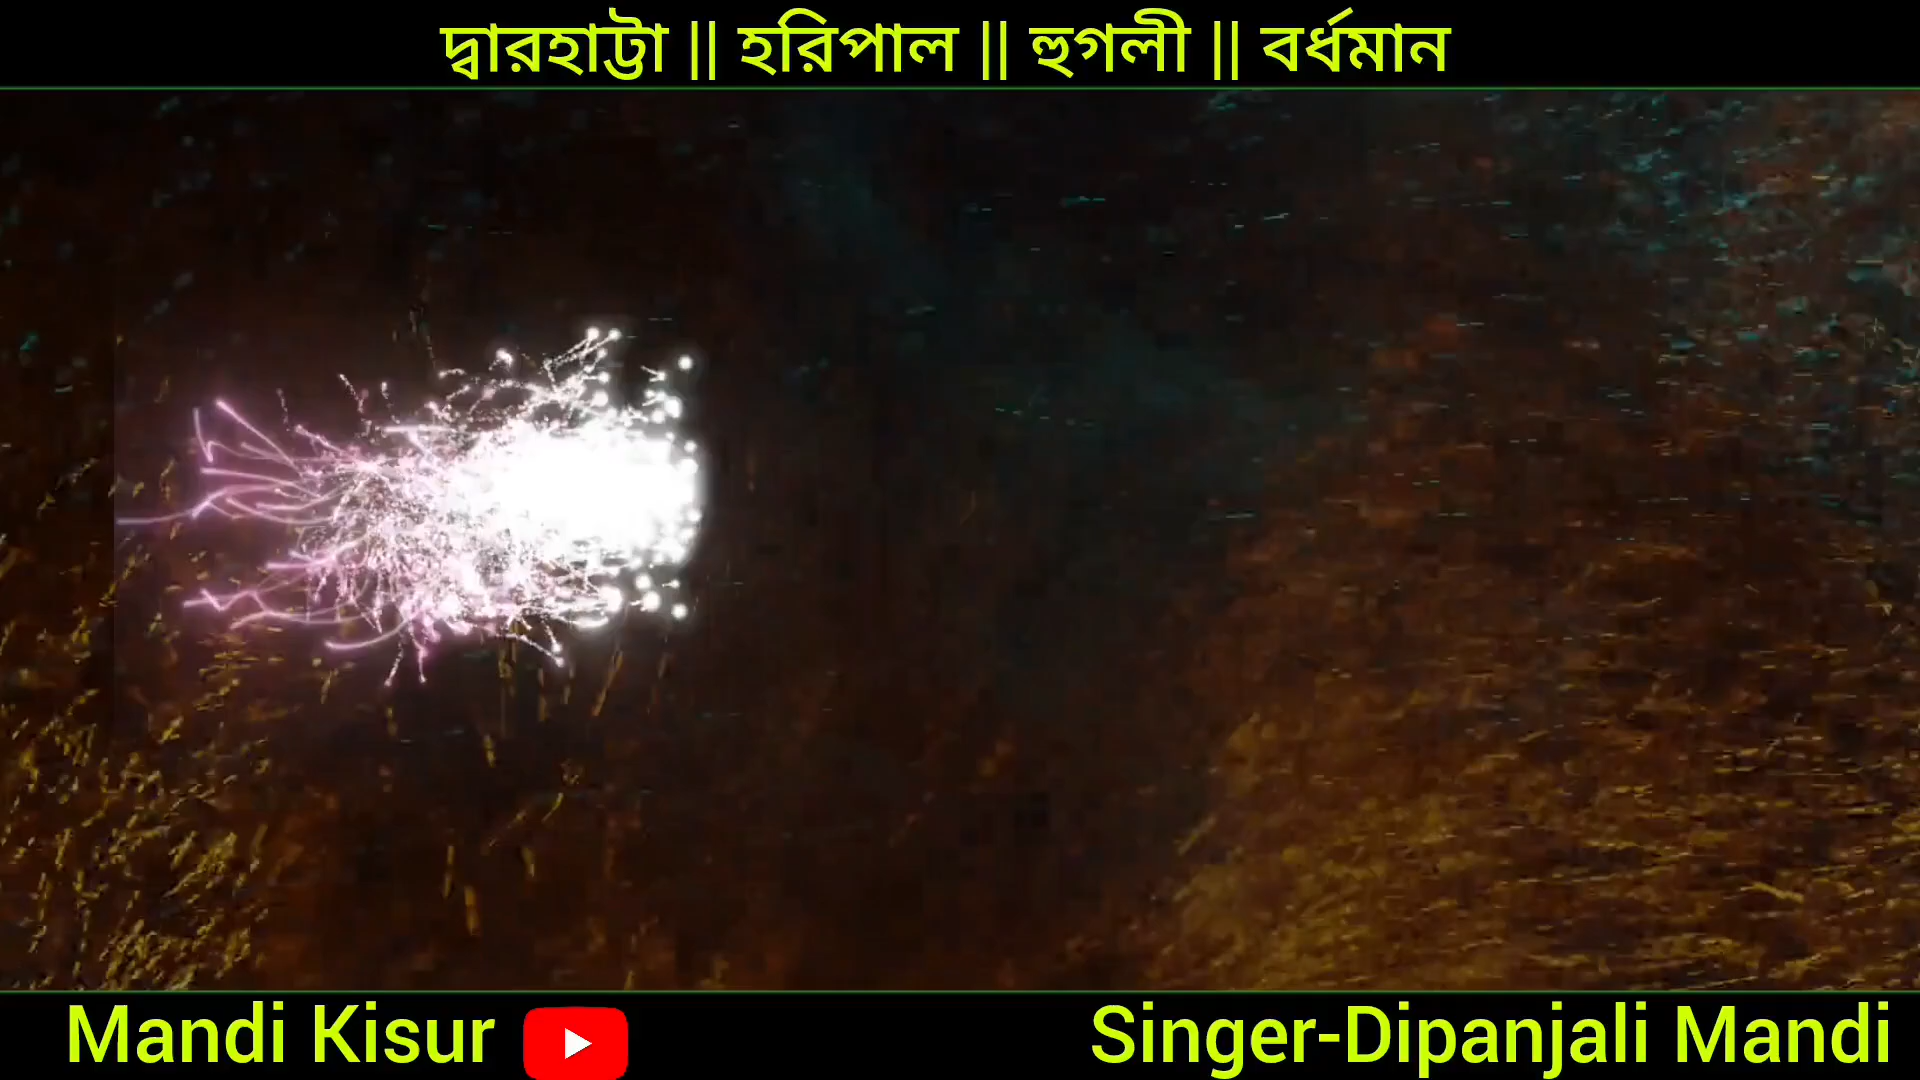 দ্বারহাট্টা || হরিপাল || হুগলী || বর্ধমান
Mandi Kisur
Singer-Dipanjali Mandi